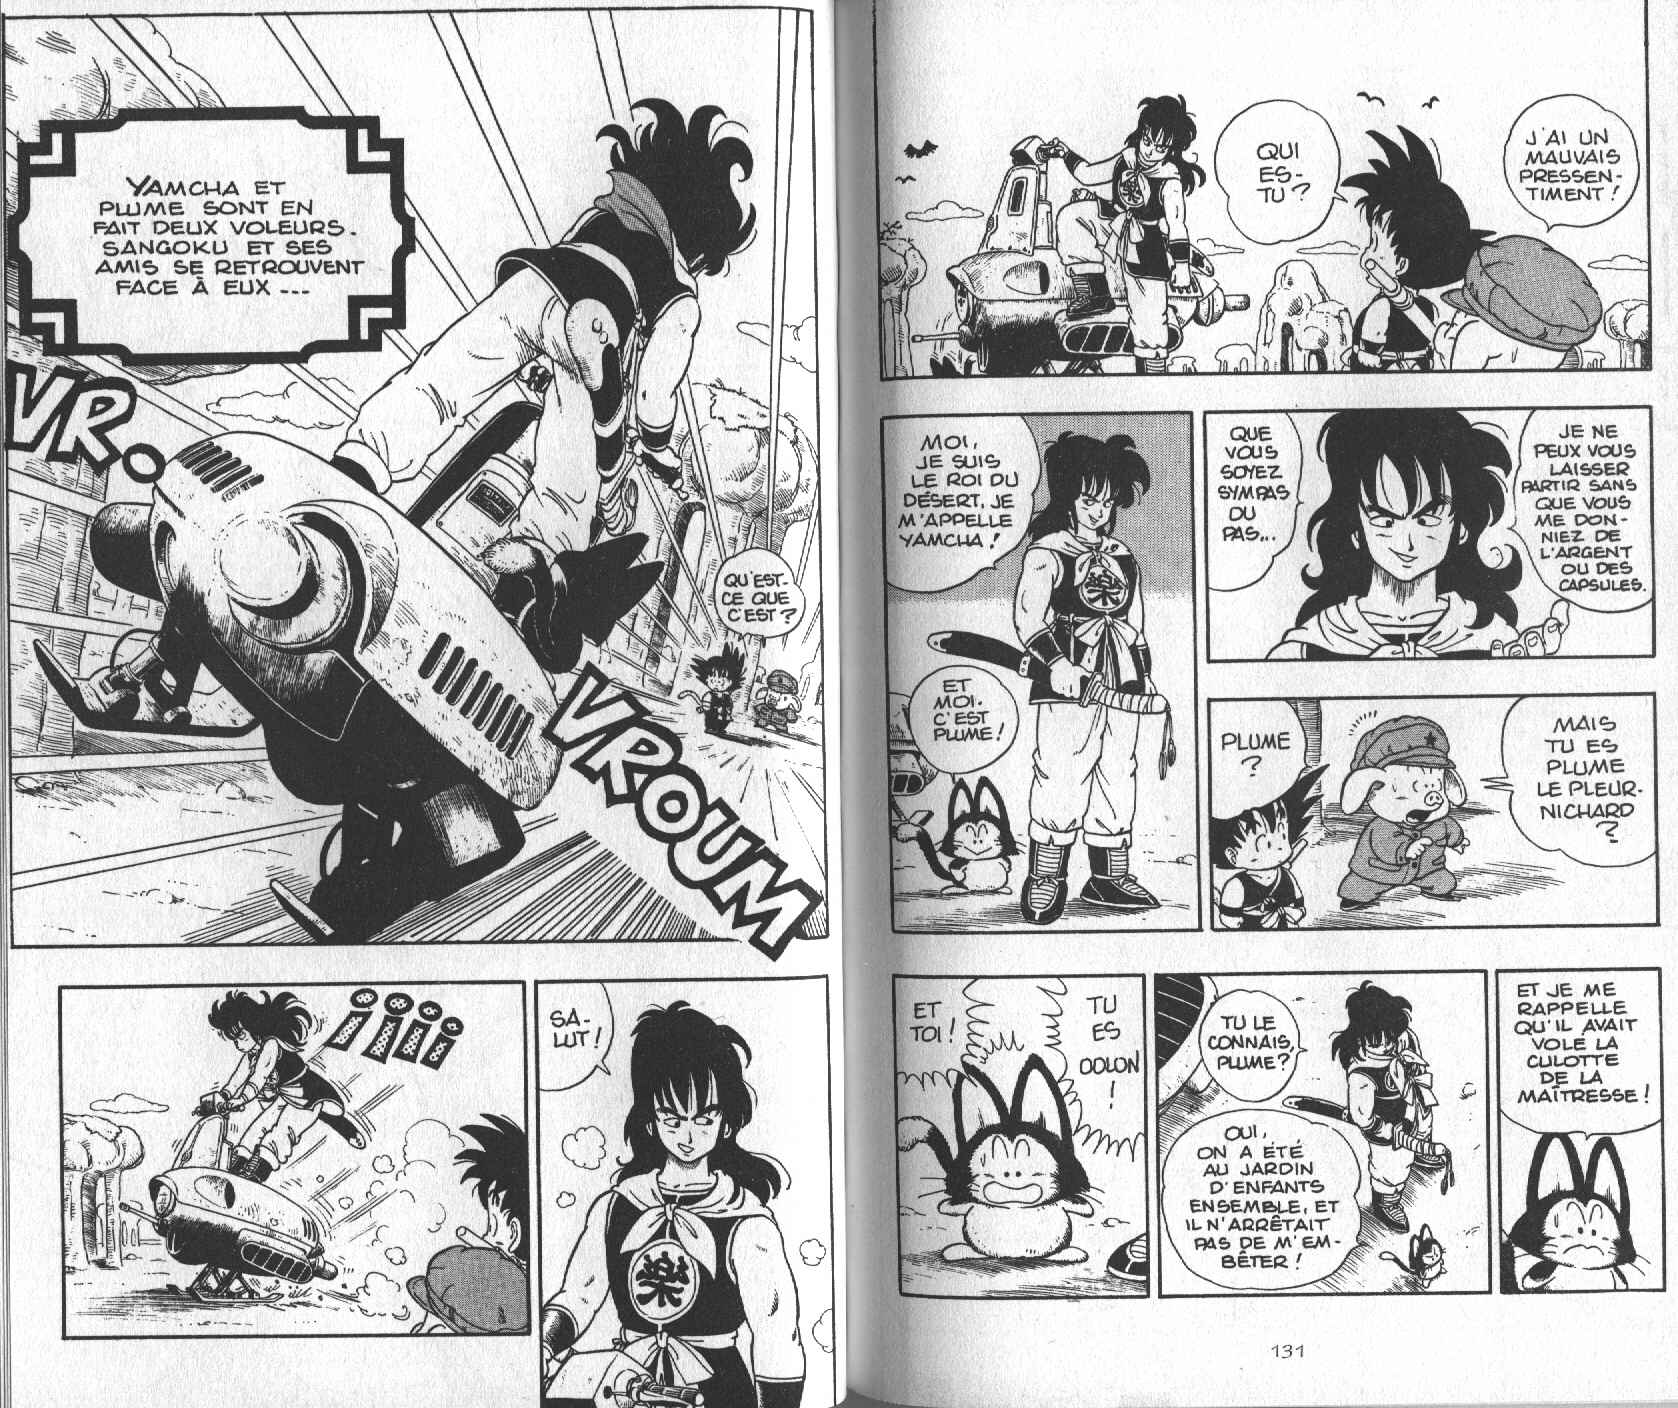 YAMCHA ET
PLUME SONT EN
FAIT DEUX VOLEURS.
SANGOKU ET SES
AMIS SE RETROUVENT
FACE À EUX ...
VR.
QU'EST-
CE QUE
C'EST ?
VROUM
iiii
SA-
LUT !
樂
QUI
ES-
TU ?
J'AI UN
MAUVAIS
PRESSEN-
TIMENT !
MOI,
JE SUIS
LE ROI DU
DÉSERT, JE
M'APPELLE
YAMCHA !
樂
ET
MOI.
C'EST
PLUME !
QUE
VOUS
SOYEZ
SYMPAS
OU
PAS...
JE NE
PEUX VOUS
LAISSER
PARTIR SANS
QUE VOUS
ME DON-
NIEZ DE
L'ARGENT
OU DES
CAPSULES.
PLUME
?
MAIS
TU ES
PLUME
LE PLEUR-
NICHARD
?
ET
TOI !
TU
ES
OOLON
!
TU LE
CONNAIS,
PLUME ?
OUI,
ON A ÉTÉ
AU JARDIN
D'ENFANTS
ENSEMBLE, ET
IL N'ARRÊTAIT
PAS DE M'EM-
BÊTER !
ET JE ME
RAPPELLE
QU'IL AVAIT
VOLÉ LA
CULOTTE
DE LA
MAÎTRESSE !
131